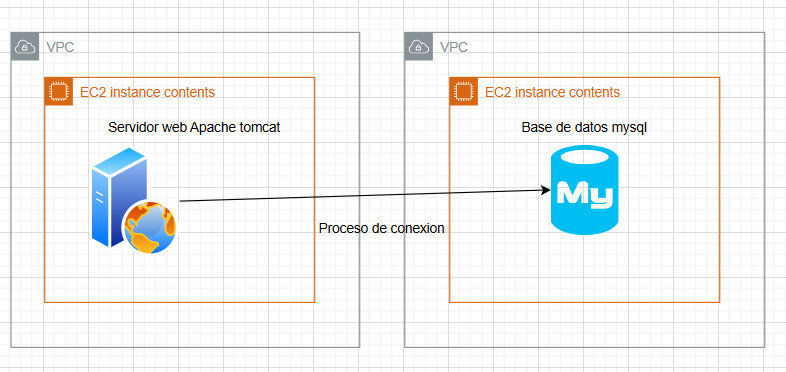 VPC
VPC
EC2 instance contents
EC2 instance contents
Servidor web Apache tomcat
Base de datos mysql
My
Proceso de conexion